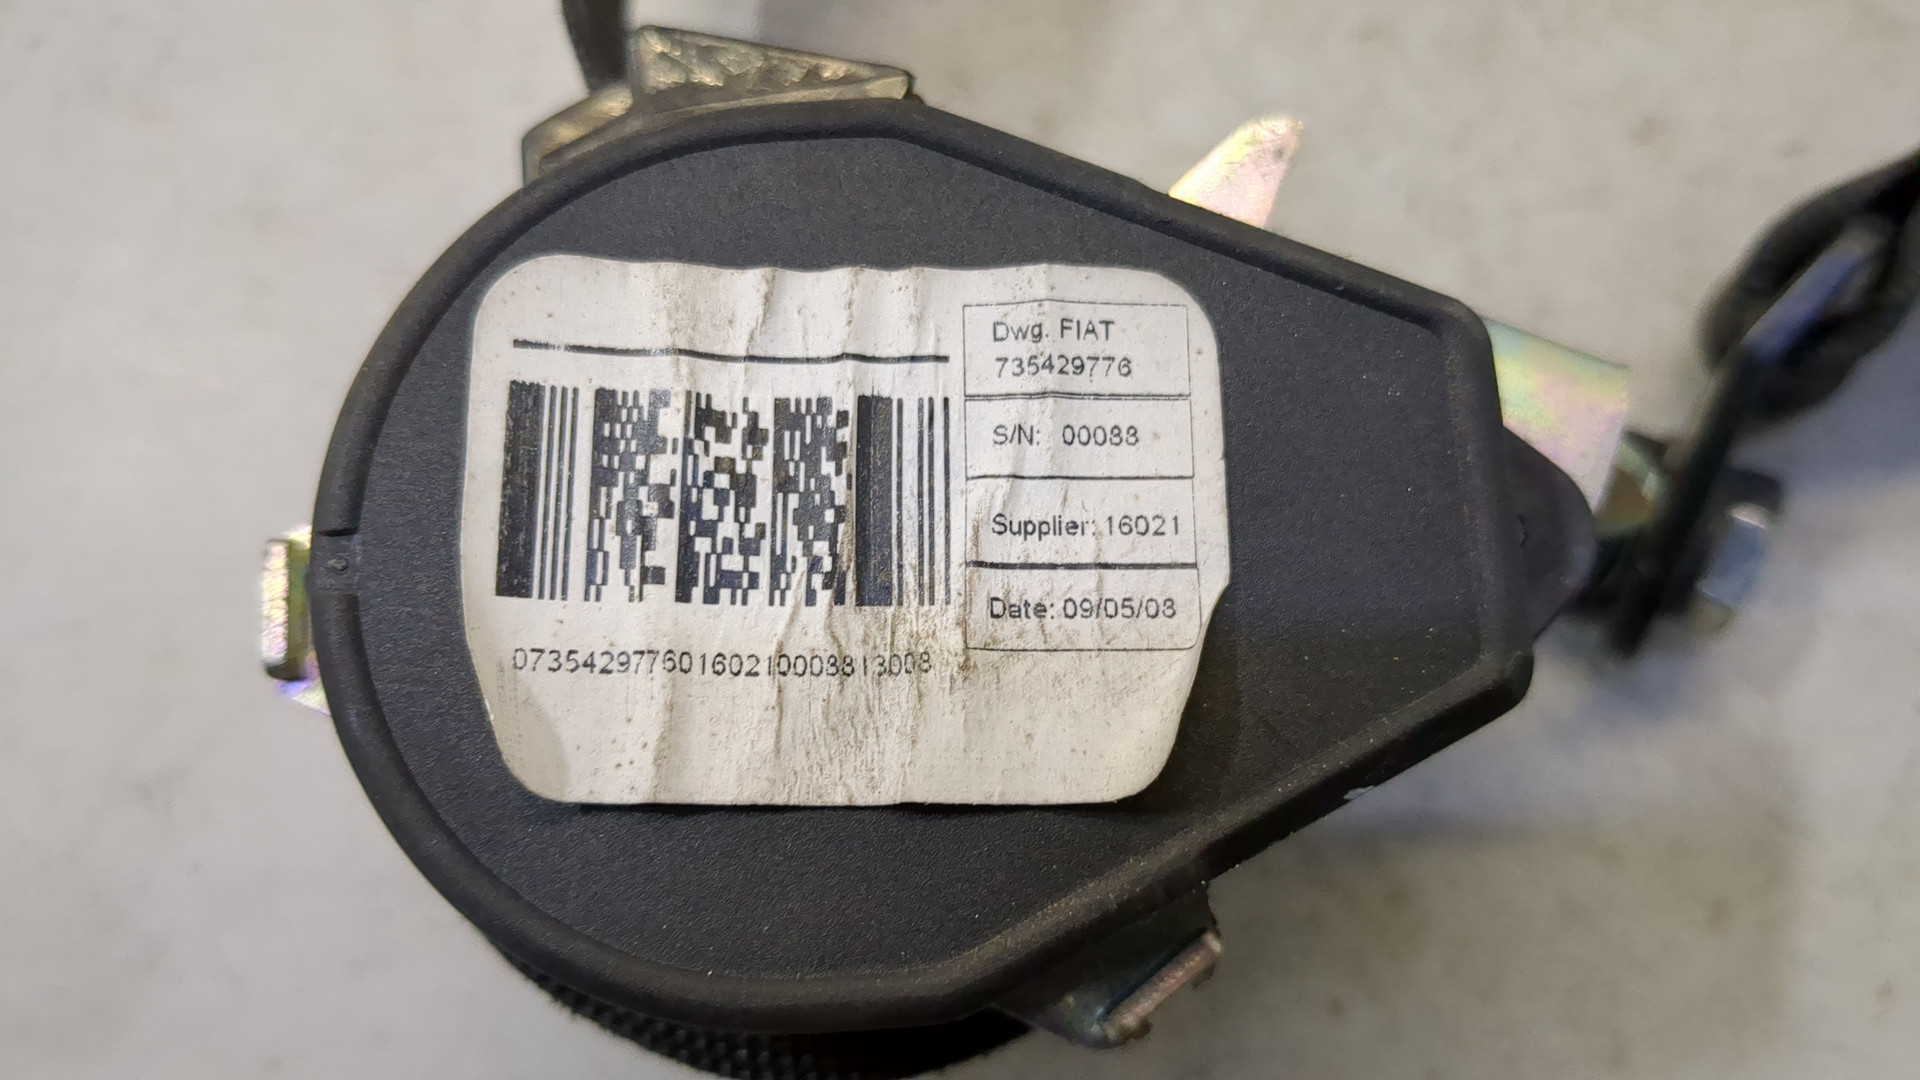 Dwg. FIAT
735429776
S/N: 00088
Supplier: 16021
Date: 09/05/08
07354297760160210008813008